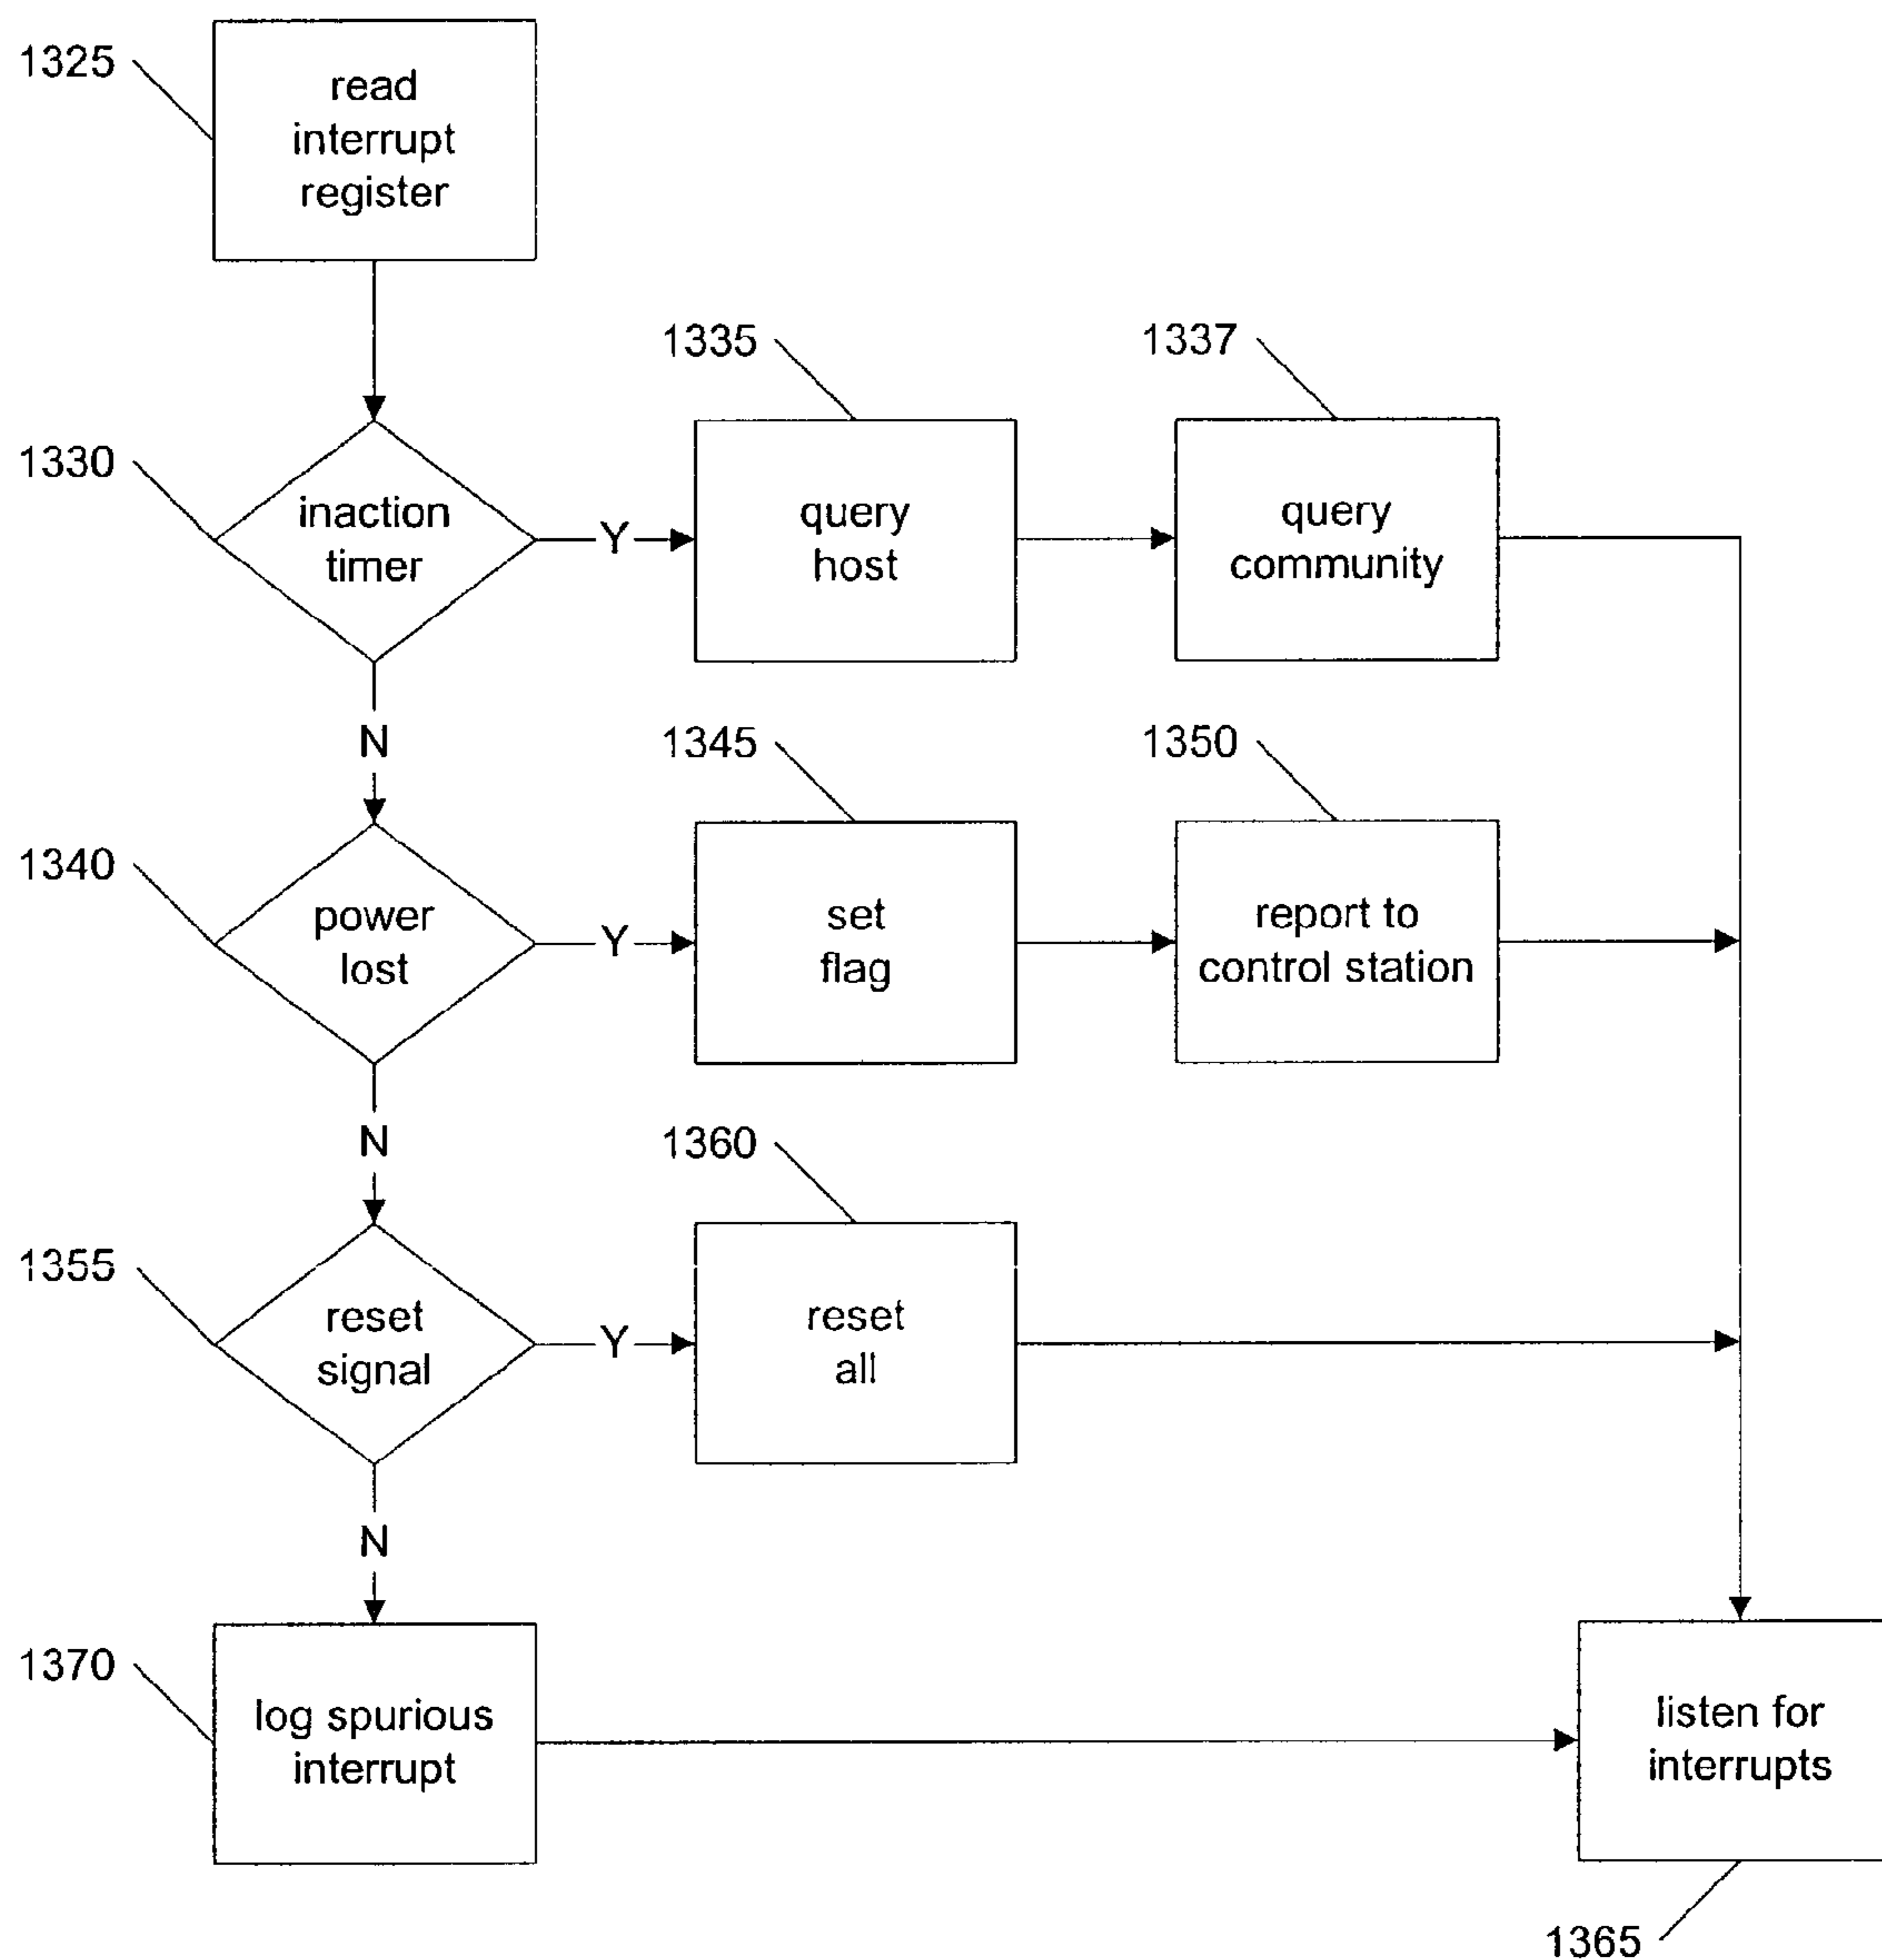 1325
read
interrupt
register
1335
1337
1330
inaction
timer
Y
query
host
query
community
N
1345
1350
1340
power
lost
Y
set
flag
report to
control station
N
1360
1355
reset
signal
Y
reset
all
N
1370
log spurious
interrupt
listen for
interrupts
1365